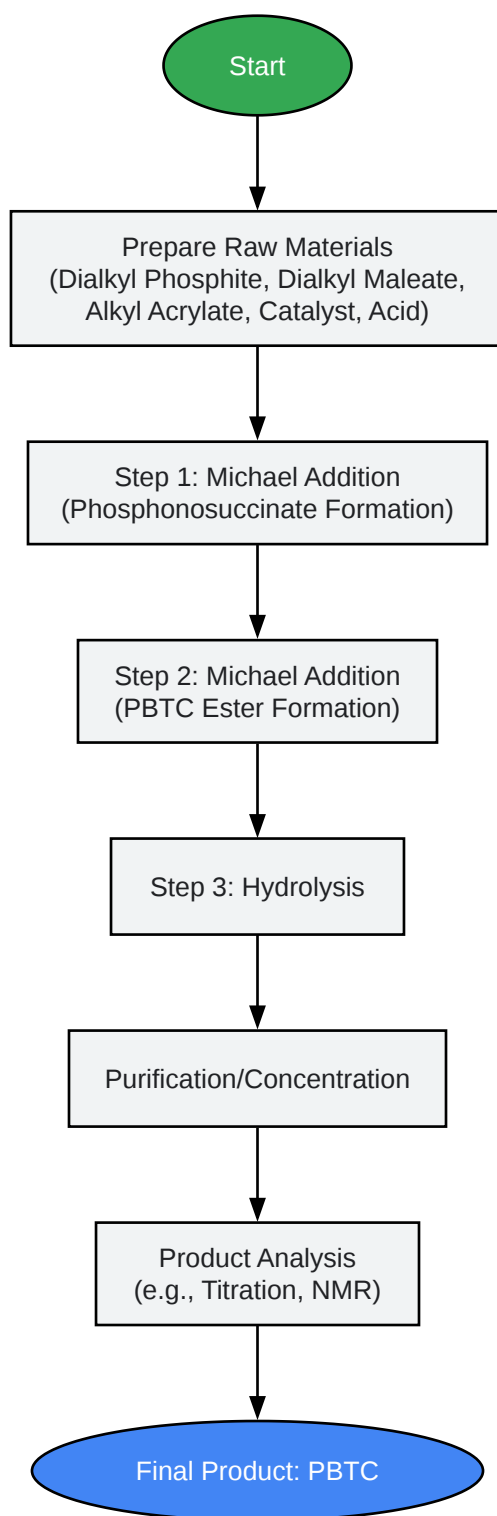 Start
Prepare Raw Materials
(Dialkyl Phosphite, Dialkyl Maleate,
Alkyl Acrylate, Catalyst, Acid)
Step 1: Michael Addition
(Phosphonosuccinate Formation)
Step 2: Michael Addition
(PBTC Ester Formation)
Step 3: Hydrolysis
Purification/Concentration
Product Analysis
(e.g., Titration, NMR)
Final Product: PBTC